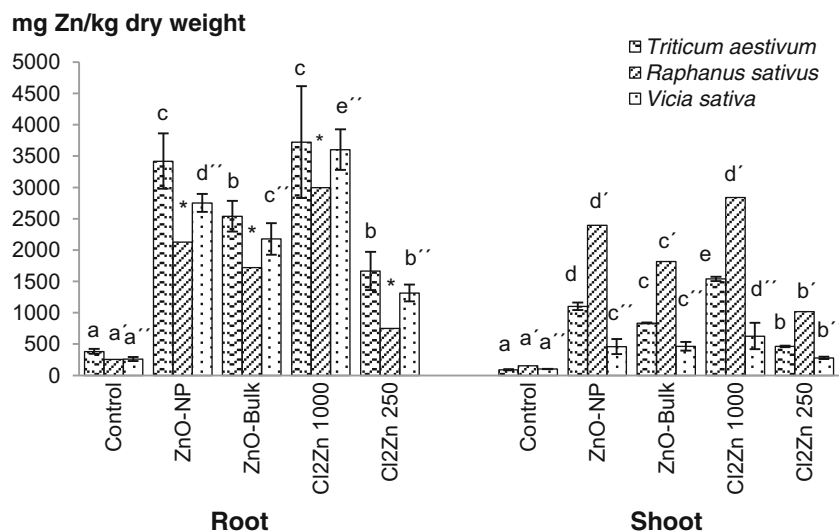 mg Zn/kg dry weight
Triticum aestivum
Raphanus sativus
Vicia sativa
5000
4500
4000
3500
3000
2500
2000
1500
1000
500
0
a a´ a´´
c * d´´
b * c´´
c * e´´
b * b´´
a a´ a´´
d d´ c´´
c c´ c´´
e d´ d´´
b b´ b´
Control
ZnO-NP
ZnO-Bulk
Cl2Zn 1000
Cl2Zn 250
Control
ZnO-NP
ZnO-Bulk
Cl2Zn 1000
Cl2Zn 250
Root
Shoot